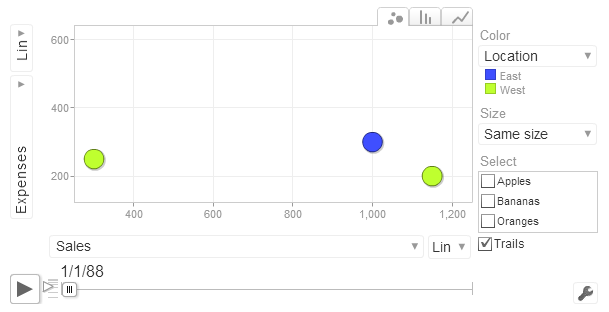 Lin
Expenses
600
400
200
400
600
800
1,000
1,200
Color
Location
East
West
Size
Same size
Select
Apples
Bananas
Oranges
Trails
Sales
Lin
1/1/88